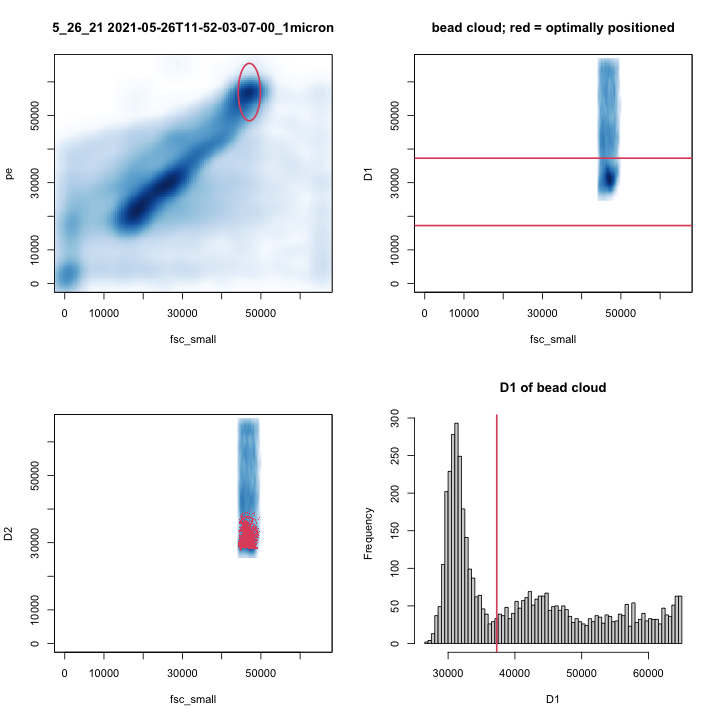 5_26_21 2021-05-26T11-52-03-07-00_1micron
pe
0 10000 30000 50000
0 10000 30000 50000
fsc_small
bead cloud; red = optimally positioned
D1
0 10000 30000 50000
0 10000 30000 50000
fsc_small
D2
0 10000 30000 50000
0 10000 30000 50000
fsc_small
D1 of bead cloud
Frequency
0 50 100 150 200 250 300
30000 40000 50000 60000
D1